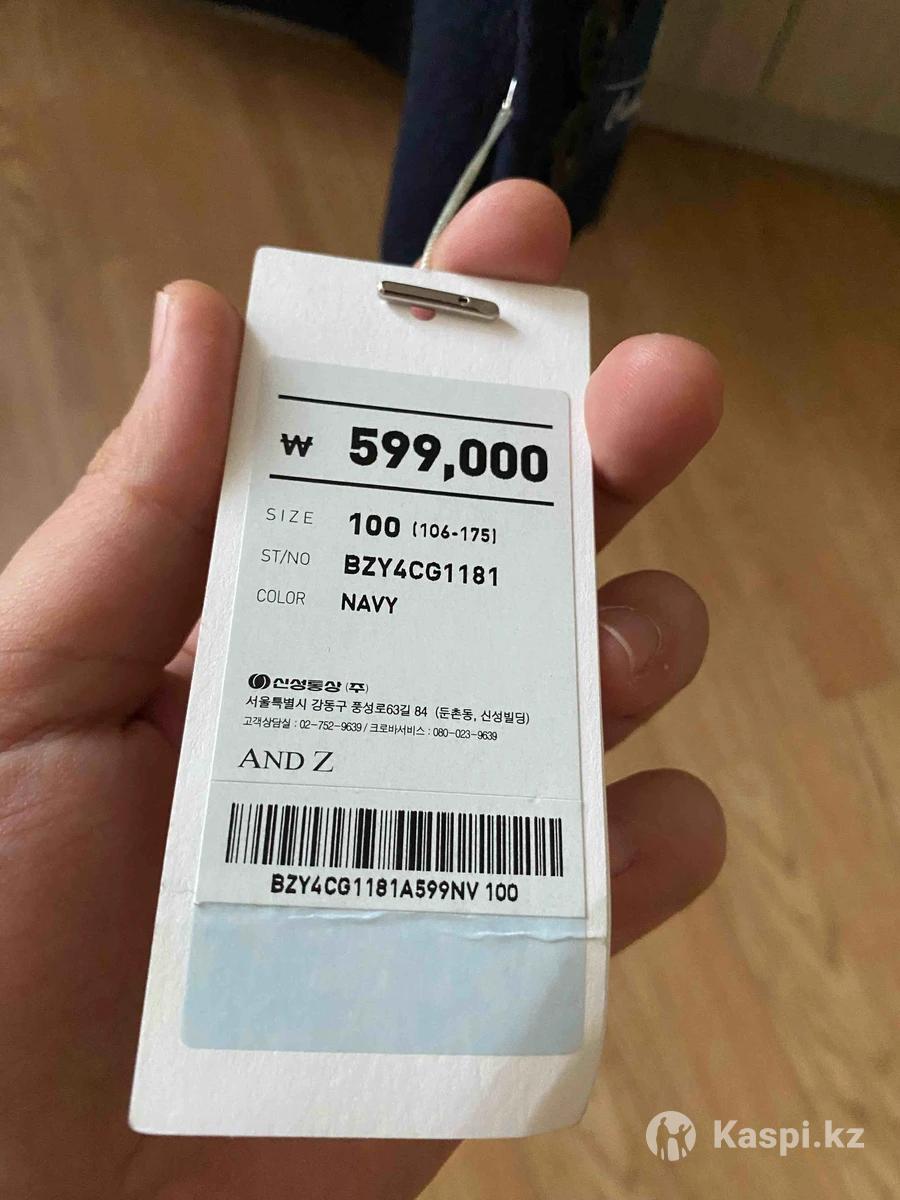 ₩ 599,000
SIZE 100 (106-175)
ST/NO BZY4CG1181
COLOR NAVY
신성통상 (주)
서울특별시 강동구 풍성로63길 84 (둔촌동, 신성빌딩)
고객상담실 : 02-752-9639 / 크로바서비스 : 080-023-9639
AND Z
BZY4CG1181A599NV 100
Kaspi.kz